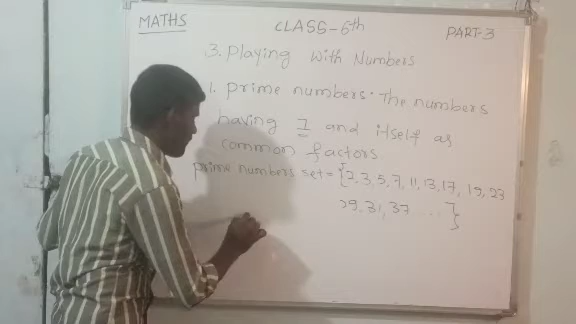 MATHS
CLASS-6th
PART-3
3. Playing With Numbers
1. prime numbers: The numbers
having 1 and itself as
common factors
prime numbers set = {2, 3, 5, 7, 11, 13, 17, 19, 23
29, 31, 37 ... }